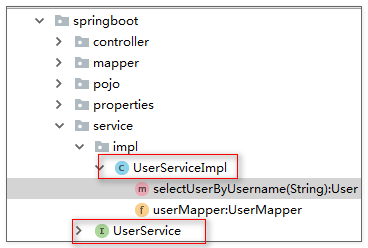 springboot
controller
mapper
pojo
properties
service
impl
C UserServiceImpl
m selectUserByUsername(String):User
f userMapper:UserMapper
I UserService